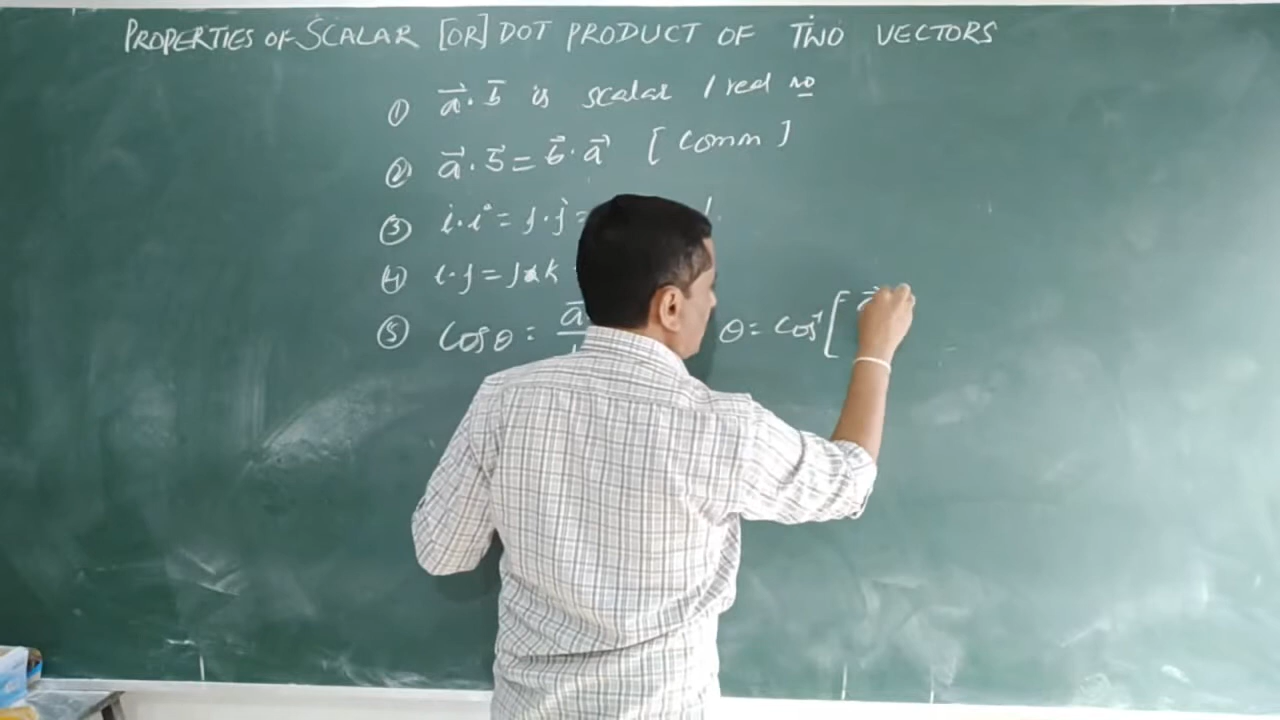 PROPERTIES OF SCALAR [OR] DOT PRODUCT OF TWO VECTORS
① a⃗ · b⃗ is scalar / real no
② a⃗ · b⃗ = b⃗ · a⃗ [comm]
③ i·i = j·j = 1.
④ i·j = j·k
⑤ Cosθ = a⃗ θ = Cos⁻¹[ a⃗